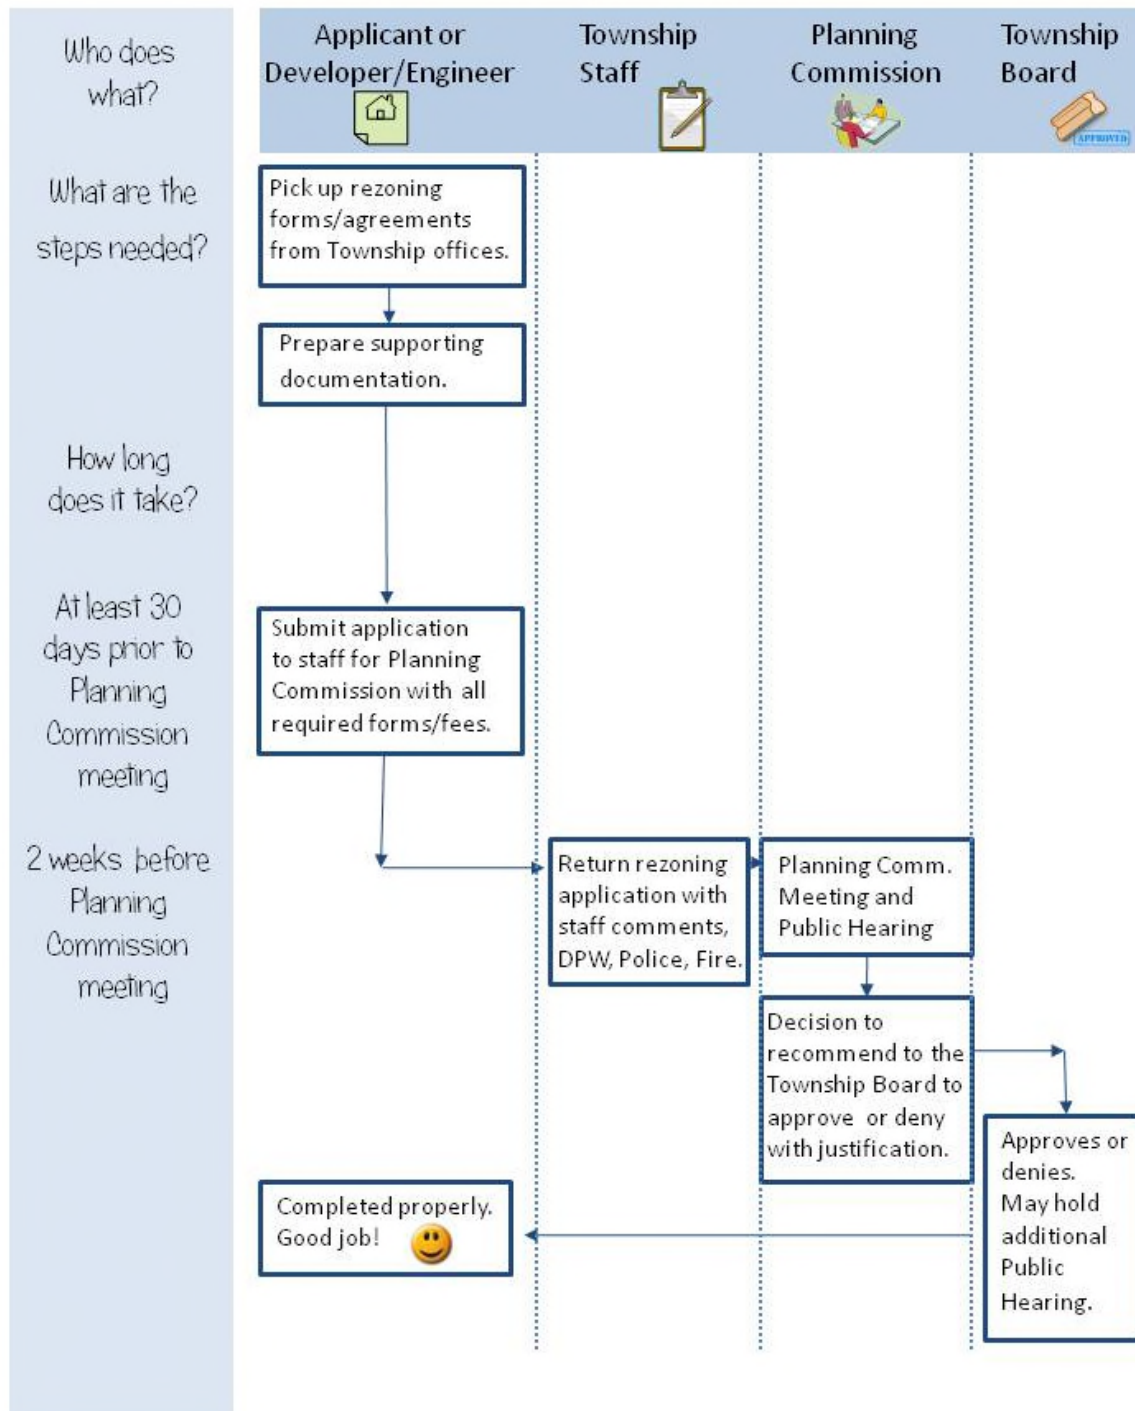 Who does
what?
Applicant or
Developer/Engineer
Township
Staff
Planning
Commission
Township
Board
APPROVED
What are the
steps needed?
Pick up rezoning
forms/agreements
from Township offices.
Prepare supporting
documentation.
How long
does it take?
At least 30
days prior to
Planning
Commission
meeting
Submit application
to staff for Planning
Commission with all
required forms/fees.
2 weeks before
Planning
Commission
meeting
Return rezoning
application with
staff comments,
DPW, Police, Fire.
Planning Comm.
Meeting and
Public Hearing
Decision to
recommend to the
Township Board to
approve or deny
with justification.
Approves or
denies.
May hold
additional
Public
Hearing.
Completed properly.
Good job!